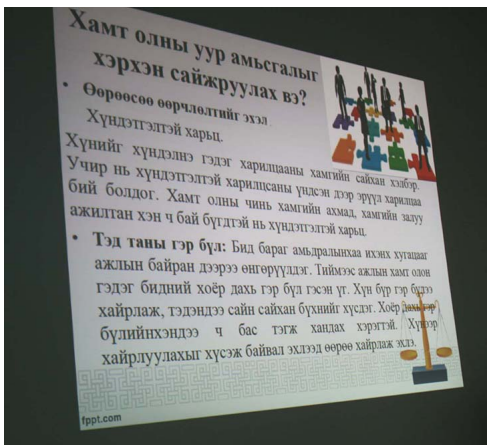 Хамт олны уур амьсгалыг
хэрхэн сайжруулах вэ?
• Өөрөөсөө өөрчлөлтийг эхэл
Хүндэтгэлтэй харьц.
Хүнийг хүндэлнэ гэдэг харилцааны хамгийн сайхан хэлбэр.
Учир нь хүндэтгэлтэй харилцсаны үндсэн дээр эрүүл харилцаа
бий болдог. Хамт олны чинь хамгийн ахмад, хамгийн залуу
ажилтан хэн ч бай бүгдтэй нь хүндэтгэлтэй харьц.
• Тэд таны гэр бүл: Бид бараг амьдралынхаа ихэнх хугацааг
ажлын байран дээрээ өнгөрүүлдэг. Тиймээс ажлын хамт олон
гэдэг бидний хоёр дахь гэр бүл гэсэн үг. Хүн бүр гэр бүлээ
хайрлаж, тэдэндээ сайн сайхан бүхнийг хүсдэг. Хоёр дахь гэр
бүлийнхэндээ ч бас тэгж хандах хэрэгтэй. Хүнээр
хайрлуулахыг хүсэж байвал эхлээд өөрөө хайрлаж эхлэ.
fppt.com